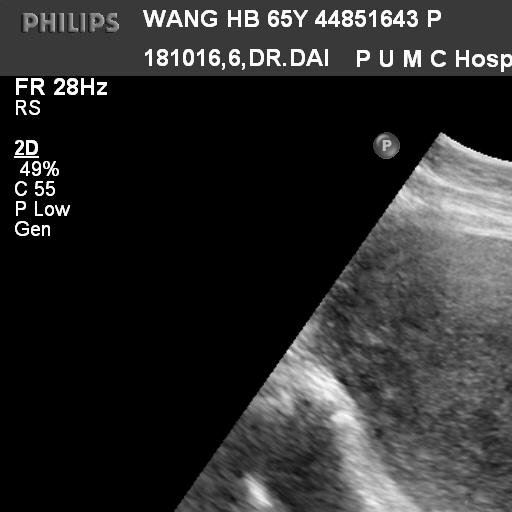 PHILIPS
WANG HB 65Y 44851643 P
181016,6,DR.DAI P U M C Hosp
FR 28Hz
RS
2D
49%
C 55
P Low
Gen
P